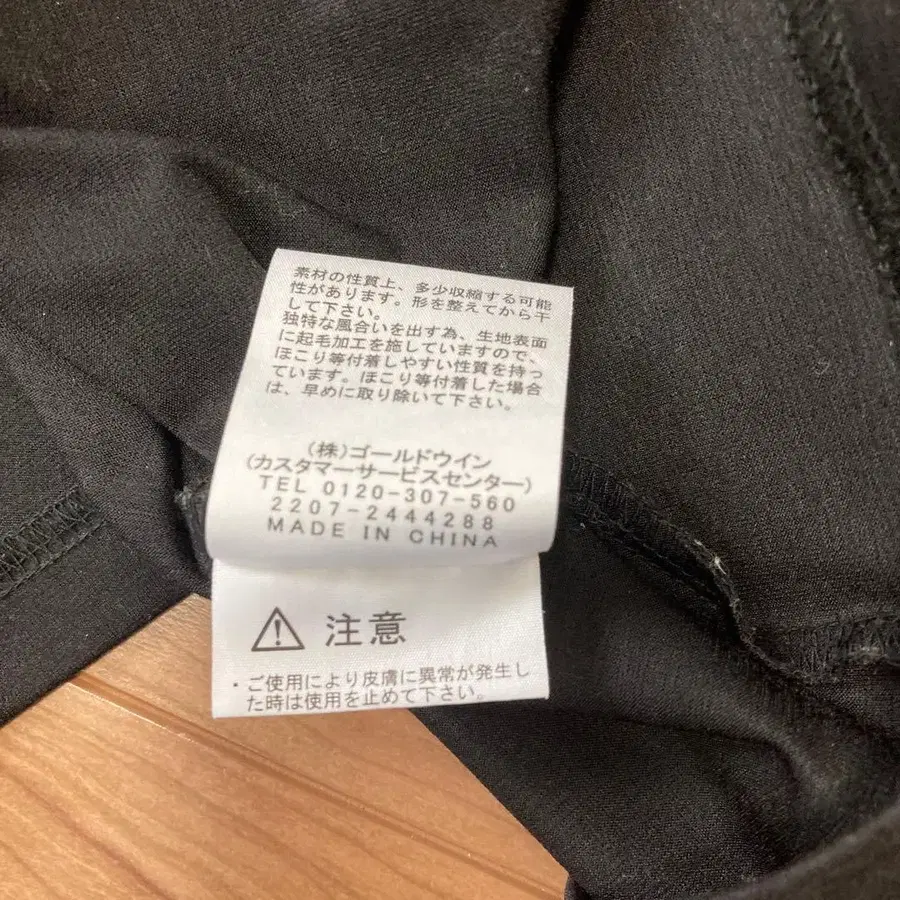 素材の性質上、多少収縮する可能
性があります。形を整えてから干
して下さい。
独特な風合いを出す為、生地表面
に起毛加工を施していますので、
ほこり等付着しやすい性質を持っ
ています。ほこり等付着した場合
は、早めに取り除いて下さい。
(株)ゴールドウイン
(カスタマーサービスセンター)
TEL 0120-307-560
2207-2444288
MADE IN CHINA
注意
・ご使用により皮膚に異常が発生し
た時は使用を止めて下さい。